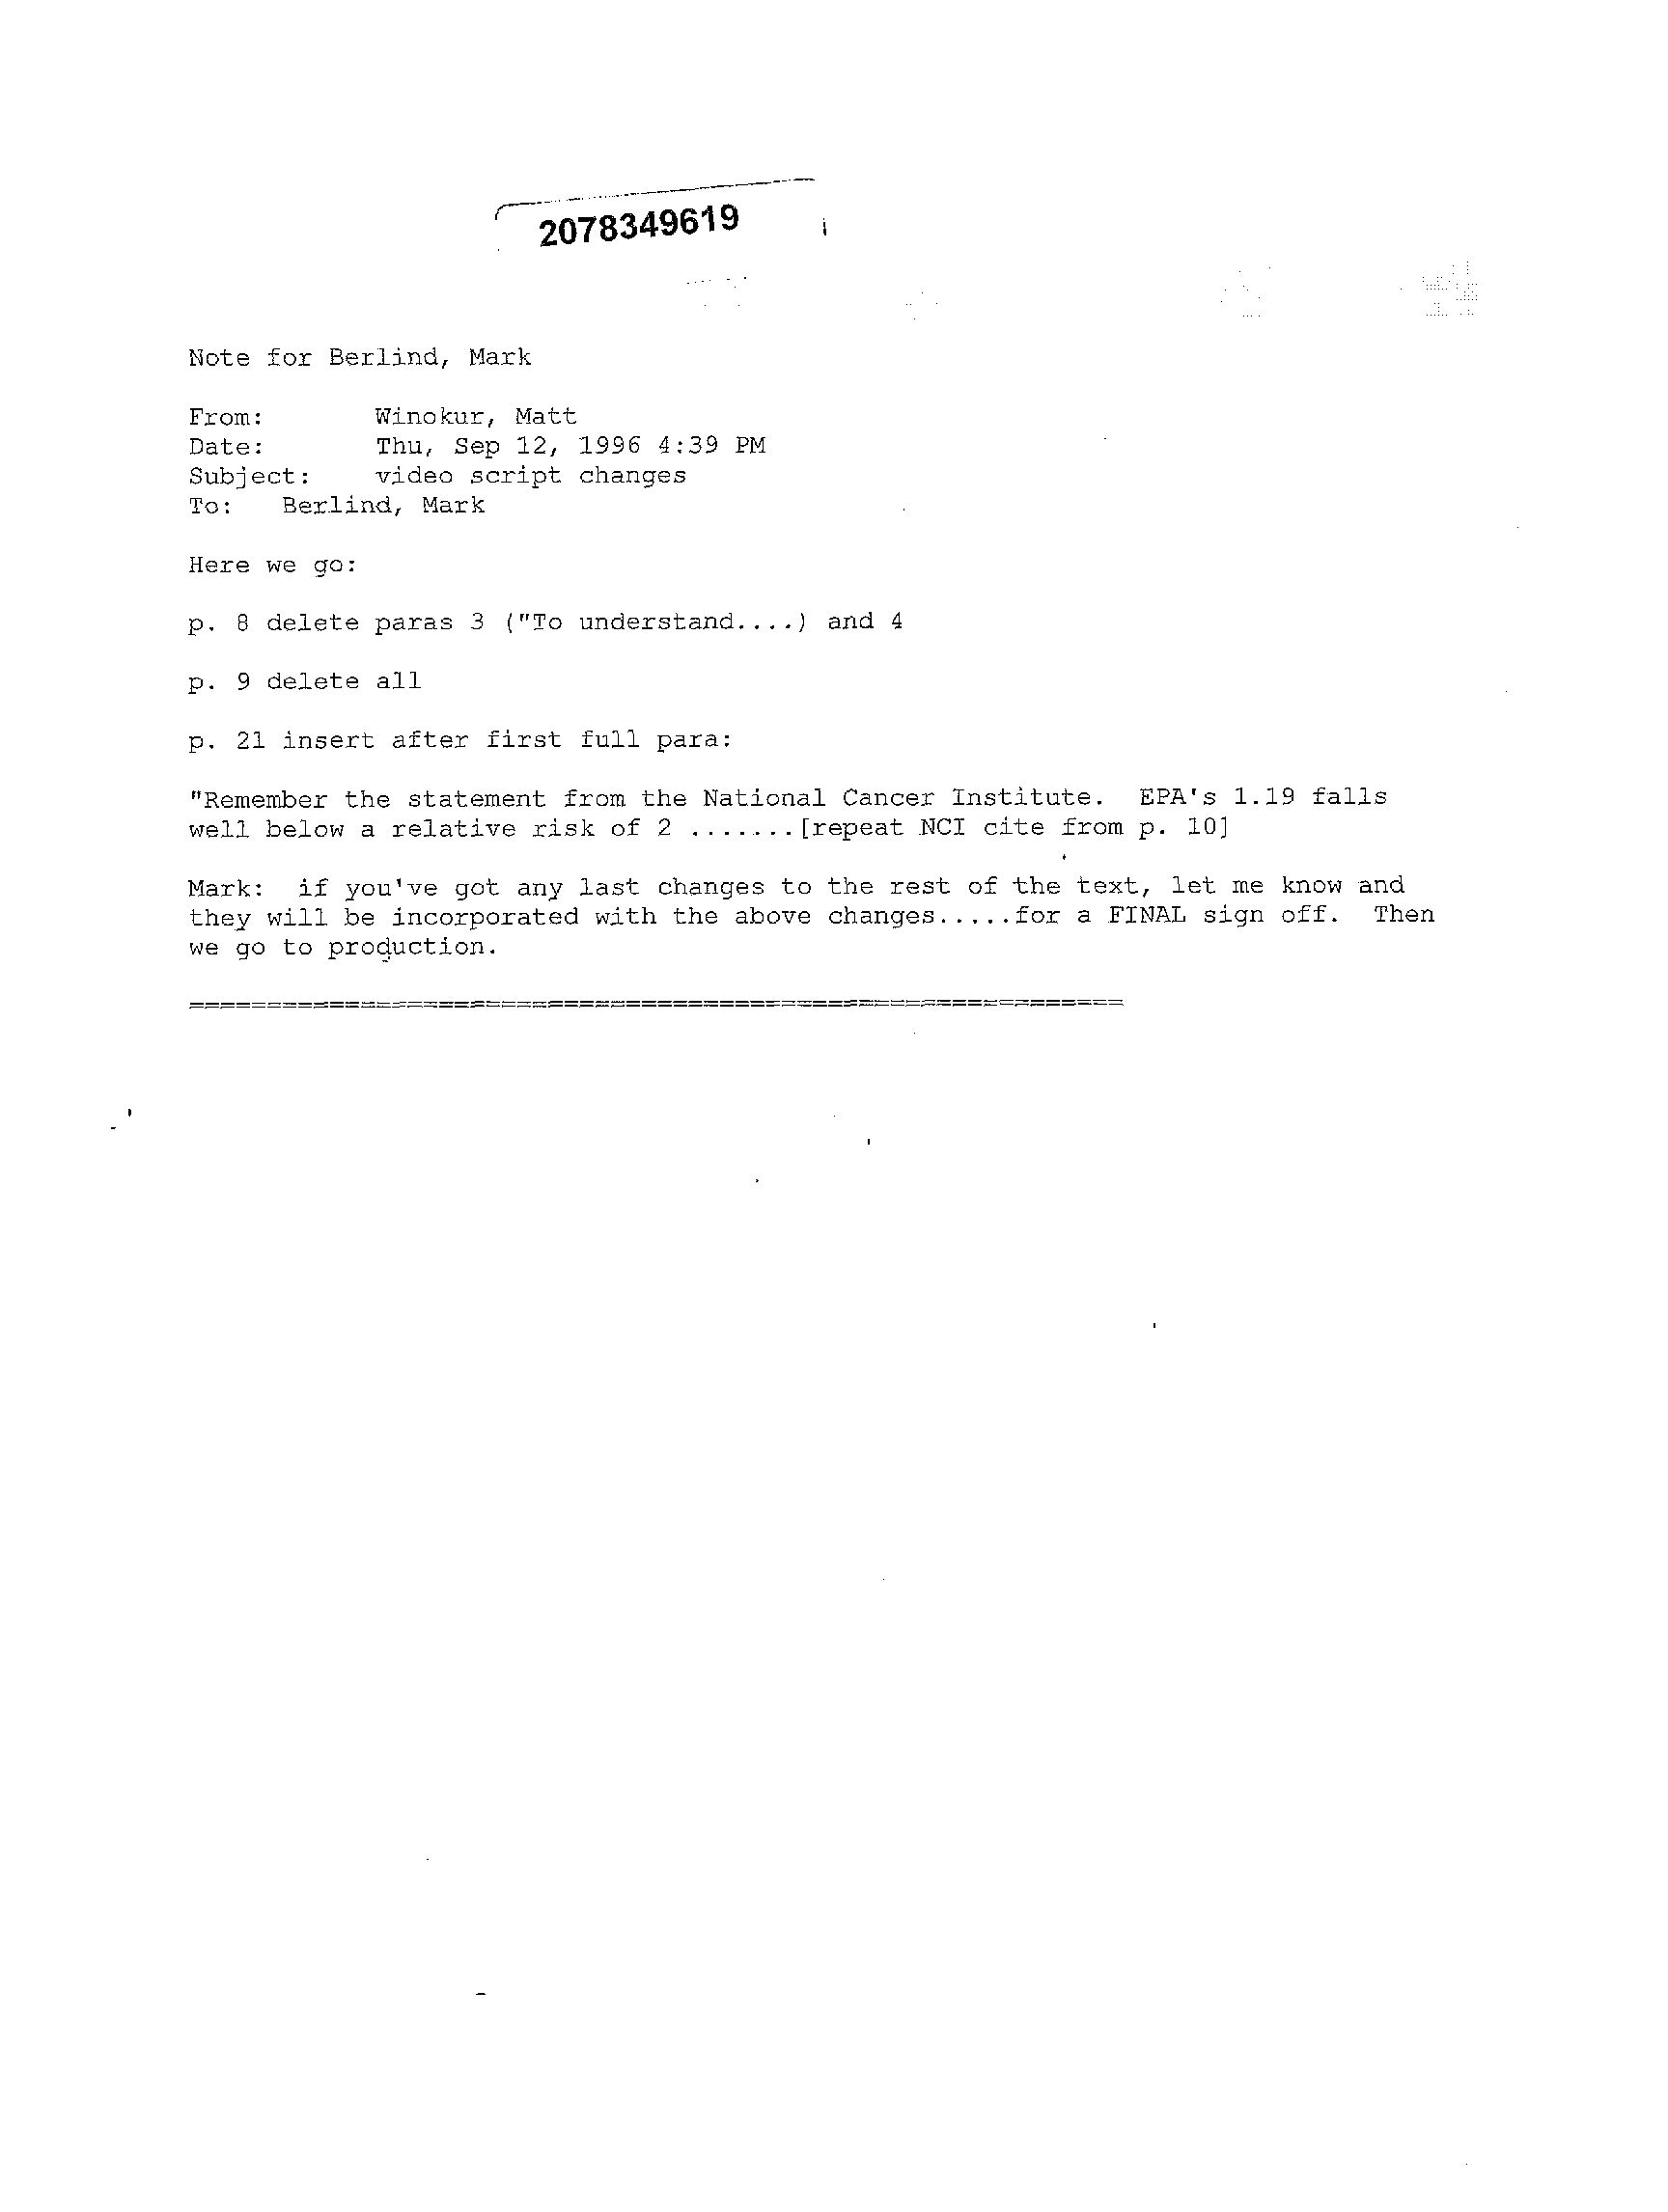 2078349619
Note for Berlind, Mark
From: Winokur, Matt
Date: Thu, Sep 12, 1996 4:39 PM
Subject: video script changes
To: Berlind, Mark
Here we go:
p. 8 delete paras 3 ("To understand....) and 4
p. 9 delete all
p. 21 insert after first full para:
"Remember the statement from the National Cancer Institute. EPA's 1.19 falls
well below a relative risk of 2 .......[repeat NCI cite from p. 10]
Mark: if you've got any last changes to the rest of the text, let me know and
they will be incorporated with the above changes.....for a FINAL sign off. Then
we go to production.
============================================================